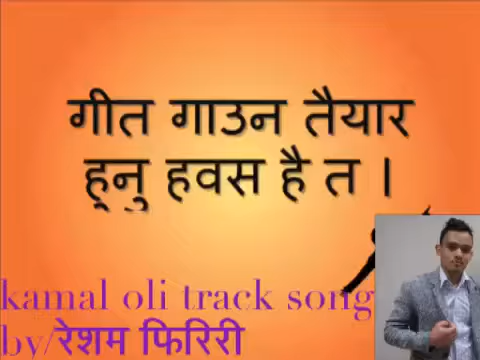 गीत गाउन तैयार
हुनु हवस है त ।
kamal oli track song
by/रेशम फिरिरी